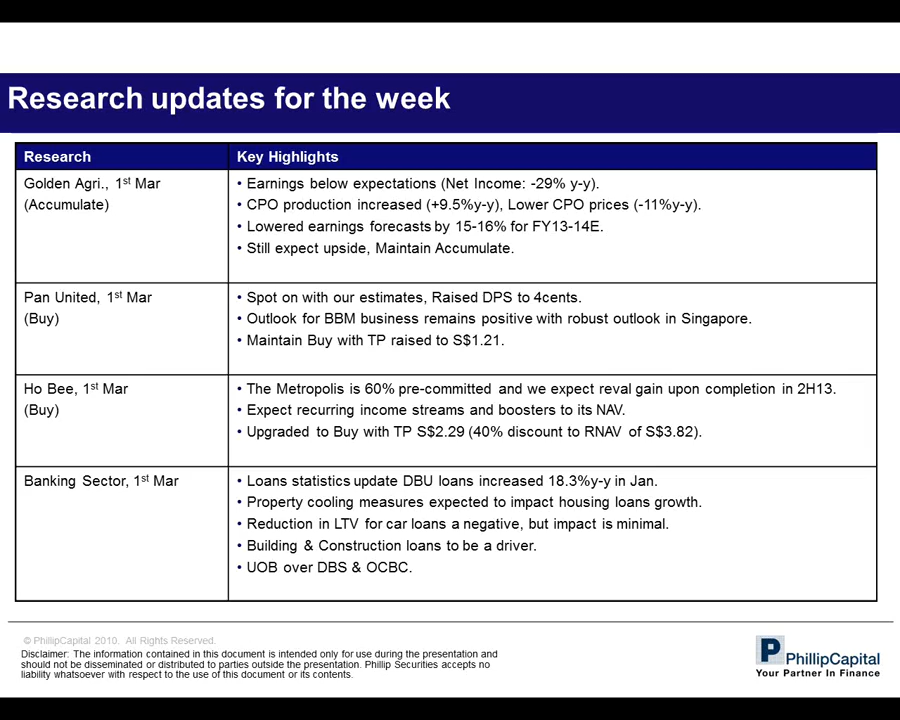 Research updates for the week
Research
Key Highlights
Golden Agri., 1st Mar
(Accumulate)
• Earnings below expectations (Net Income: -29% y-y).
• CPO production increased (+9.5%y-y), Lower CPO prices (-11%y-y).
• Lowered earnings forecasts by 15-16% for FY13-14E.
• Still expect upside, Maintain Accumulate.
Pan United, 1st Mar
(Buy)
• Spot on with our estimates, Raised DPS to 4cents.
• Outlook for BBM business remains positive with robust outlook in Singapore.
• Maintain Buy with TP raised to S$1.21.
Ho Bee, 1st Mar
(Buy)
• The Metropolis is 60% pre-committed and we expect reval gain upon completion in 2H13.
• Expect recurring income streams and boosters to its NAV.
• Upgraded to Buy with TP S$2.29 (40% discount to RNAV of S$3.82).
Banking Sector, 1st Mar
• Loans statistics update DBU loans increased 18.3%y-y in Jan.
• Property cooling measures expected to impact housing loans growth.
• Reduction in LTV for car loans a negative, but impact is minimal.
• Building & Construction loans to be a driver.
• UOB over DBS & OCBC.
© PhillipCapital 2010. All Rights Reserved.
Disclaimer: The information contained in this document is intended only for use during the presentation and
should not be disseminated or distributed to parties outside the presentation. Phillip Securities accepts no
liability whatsoever with respect to the use of this document or its contents.
P PhillipCapital
Your Partner In Finance